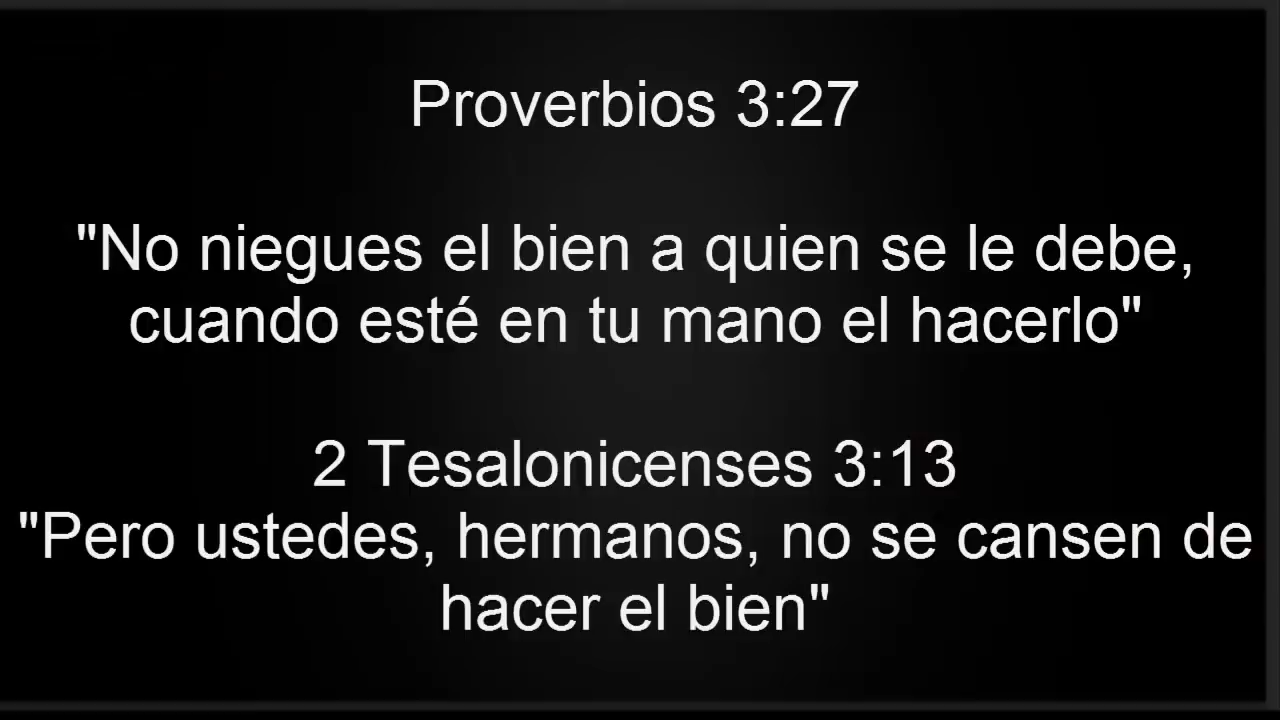 Proverbios 3:27
"No niegues el bien a quien se le debe,
cuando esté en tu mano el hacerlo"
2 Tesalonicenses 3:13
"Pero ustedes, hermanos, no se cansen de
hacer el bien"